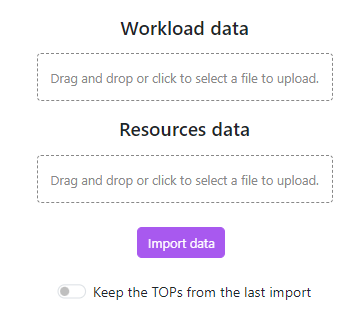 Workload data
Drag and drop or click to select a file to upload.
Resources data
Drag and drop or click to select a file to upload.
Import data
Keep the TOPs from the last import